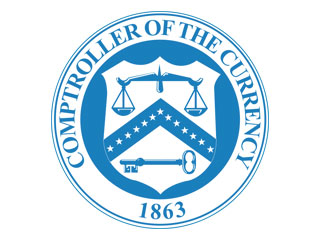 COMPTROLLER OF THE CURRENCY
1863